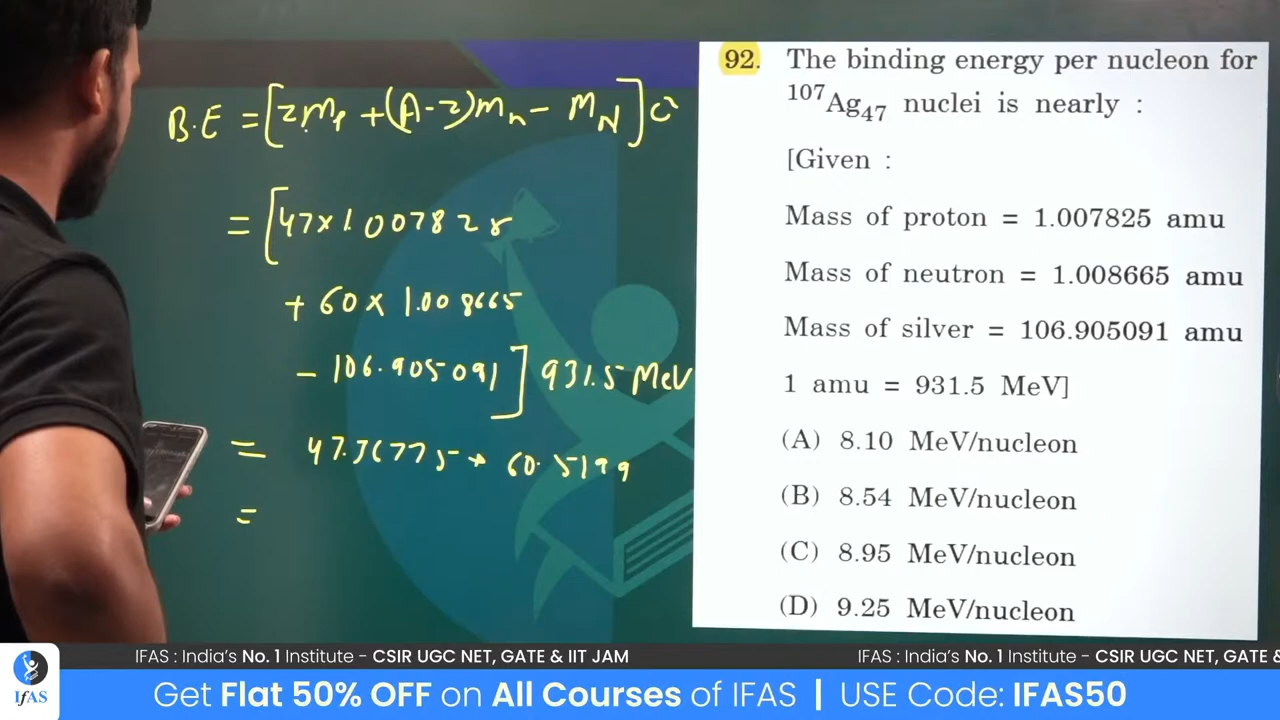 B.E = [Zmp + (A-Z)mn - MN]c²
= [47×1.007825
+ 60 × 1.008665
- 106.905091] 931.5 MeV
= 47.36775 + 60.5199
=
92. The binding energy per nucleon for
¹⁰⁷Ag₄₇ nuclei is nearly :
[Given :
Mass of proton = 1.007825 amu
Mass of neutron = 1.008665 amu
Mass of silver = 106.905091 amu
1 amu = 931.5 MeV]
(A) 8.10 MeV/nucleon
(B) 8.54 MeV/nucleon
(C) 8.95 MeV/nucleon
(D) 9.25 MeV/nucleon
IFAS : India's No. 1 Institute - CSIR UGC NET, GATE & IIT JAM
IFAS : India's No. 1 Institute - CSIR UGC NET, GATE &
IFAS
Get Flat 50% OFF on All Courses of IFAS | USE Code: IFAS50